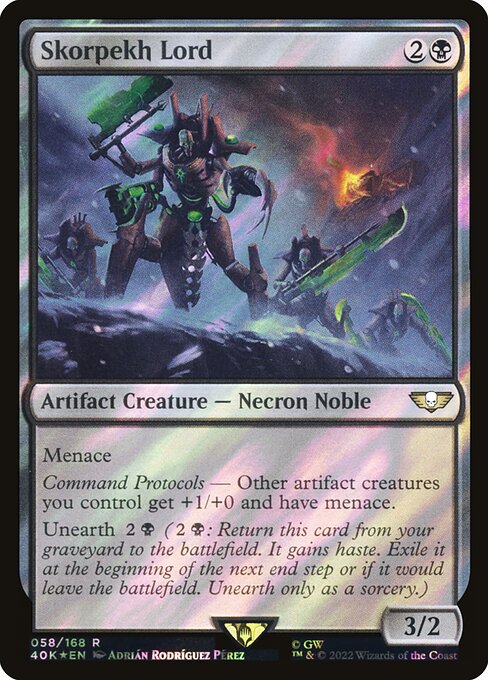 Skorpekh Lord 2
Artifact Creature — Necron Noble
Menace
Command Protocols — Other artifact creatures
you control get +1/+0 and have menace.
Unearth 2 ( 2 : Return this card from your
graveyard to the battlefield. It gains haste. Exile it
at the beginning of the next end step or if it would
leave the battlefield. Unearth only as a sorcery.)
3/2
058/168 R
40K★EN Adrián Rodríguez Pérez
© GW
™ & © 2022 Wizards of the Coast